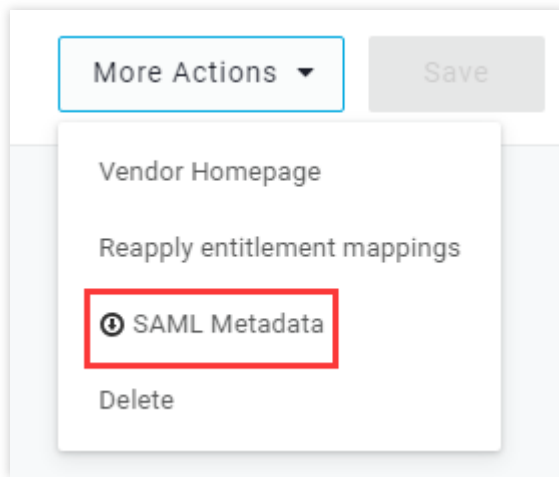 More Actions
Save
Vendor Homepage
Reapply entitlement mappings
SAML Metadata
Delete